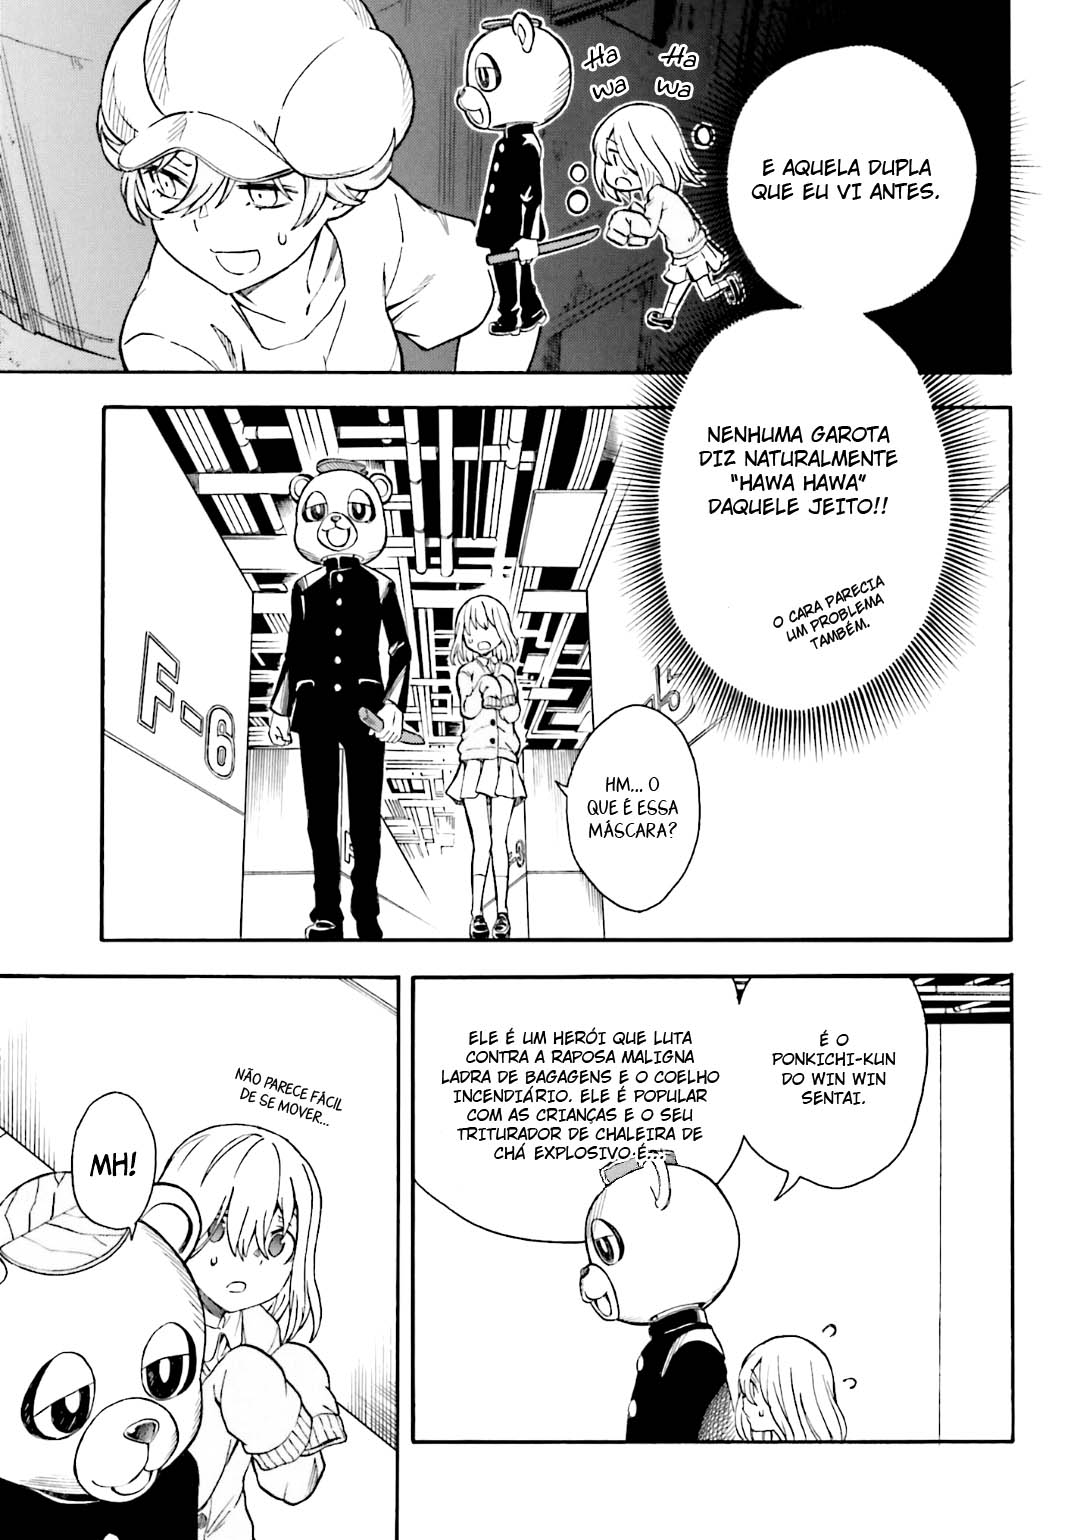 E AQUELA DUPLA
QUE EU VI ANTES.
Ha
wa
Ha
wa
NENHUMA GAROTA
DIZ NATURALMENTE
"HAWA HAWA"
DAQUELE JEITO!!
O CARA PARECIA
UM PROBLEMA
TAMBÉM.
F-6
HM... O
QUE É ESSA
MÁSCARA?
É O
PONKICHI-KUN
DO WIN WIN
SENTAI.
ELE É UM HERÓI QUE LUTA
CONTRA A RAPOSA MALIGNA
LADRA DE BAGAGENS E O COELHO
INCENDIÁRIO. ELE É POPULAR
COM AS CRIANÇAS E O SEU
TRITURADOR DE CHALEIRA DE
CHÁ EXPLOSIVO É...
NÃO PARECE FÁCIL
DE SE MOVER...
MH!